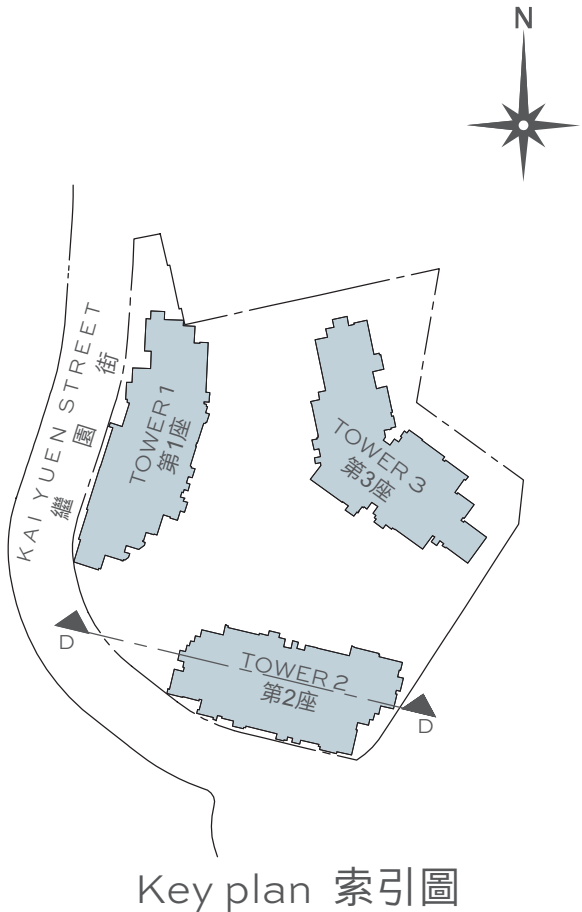 N
KAI YUEN STREET
繼園街
TOWER 1
第1座
TOWER 3
第3座
TOWER 2
第2座
D
D
Key plan 索引圖